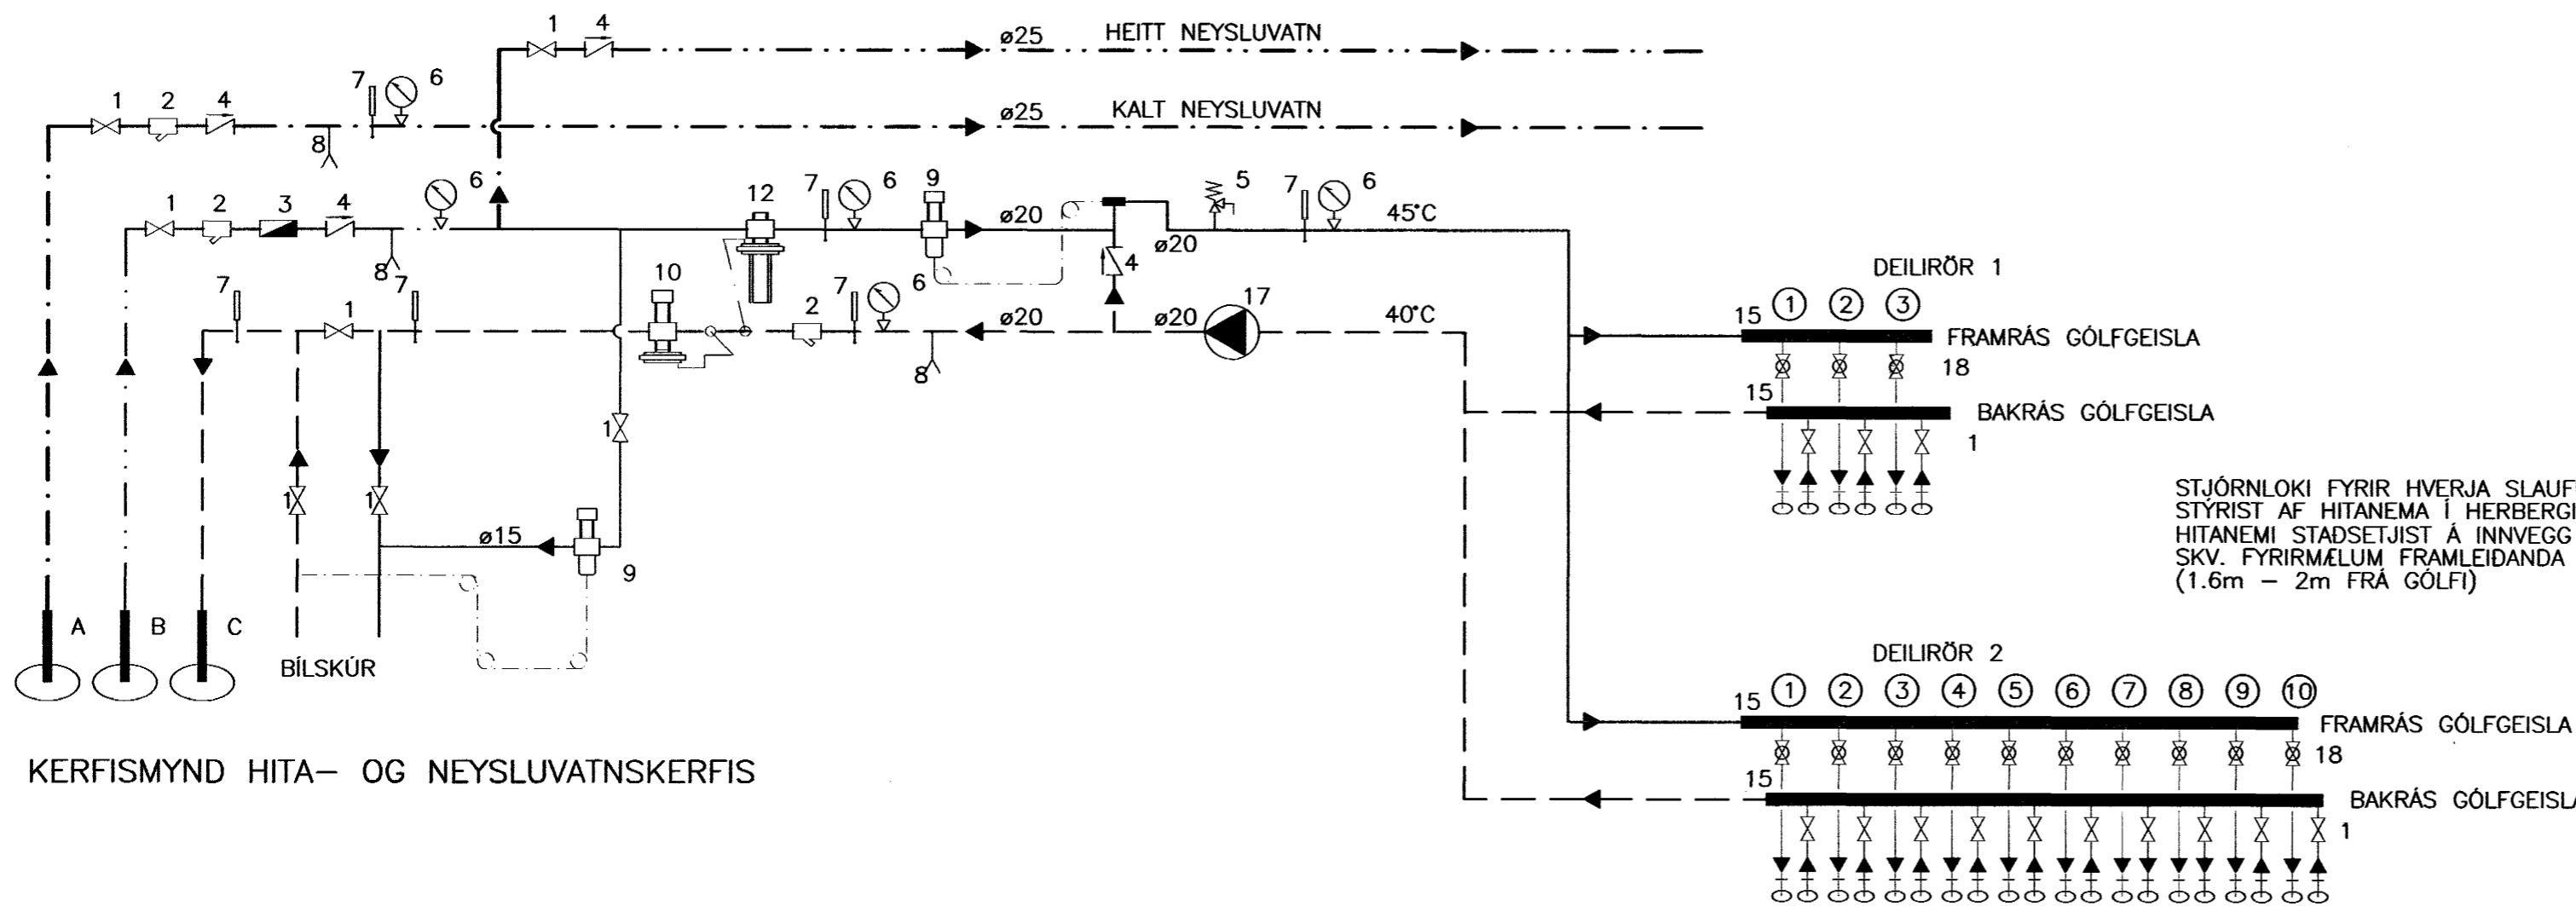 1 4
ø25 HEITT NEYSLUVATN
1 2 4 7 6
ø25 KALT NEYSLUVATN
8
1 2 3 4 6 12 7 6 9 5 7 6
ø20 ø20 45°C
8 4
7 1 7 10 2 7 6 17
ø20 ø20 40°C
8
1
1 1
ø15
9
A B C
BÍLSKÚR
DEILIRÖR 1
1 2 3
15 FRAMRÁS GÓLFGEISLA
18
15 BAKRÁS GÓLFGEISLA
1
STJÓRNLOKI FYRIR HVERJA SLAUF
STÝRIST AF HITANEMA Í HERBERGI
HITANEMI STAÐSETJIST Á INNVEGG
SKV. FYRIRMÆLUM FRAMLEIÐANDA
(1.6m – 2m FRÁ GÓLFI)
DEILIRÖR 2
1 2 3 4 5 6 7 8 9 10
15 FRAMRÁS GÓLFGEISLA
18
15 BAKRÁS GÓLFGEISLA
1
KERFISMYND HITA– OG NEYSLUVATNSKERFIS